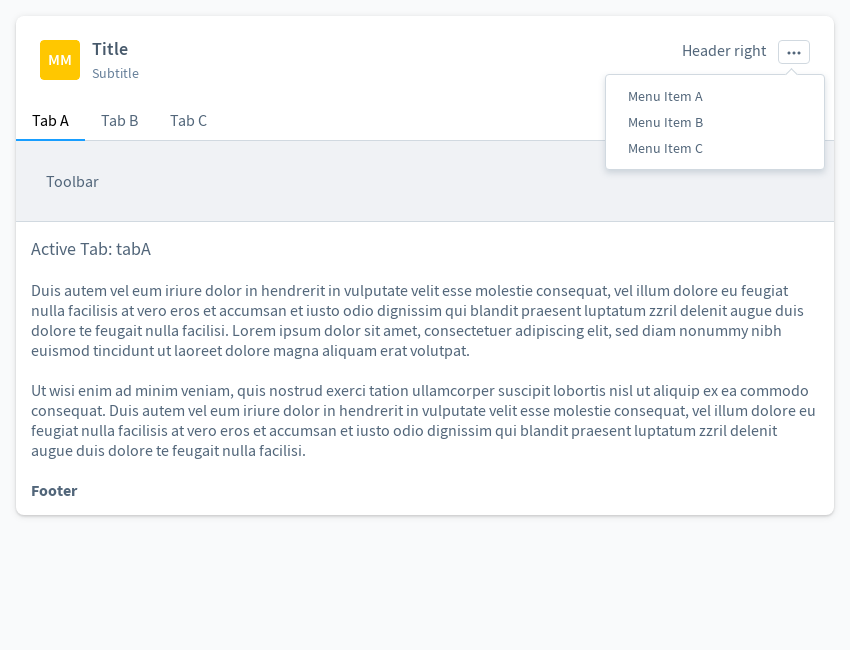 MM
Title
Subtitle
Header right
Menu Item A
Menu Item B
Menu Item C
Tab A
Tab B
Tab C
Toolbar
Active Tab: tabA
Duis autem vel eum iriure dolor in hendrerit in vulputate velit esse molestie consequat, vel illum dolore eu feugiat
nulla facilisis at vero eros et accumsan et iusto odio dignissim qui blandit praesent luptatum zzril delenit augue duis
dolore te feugait nulla facilisi. Lorem ipsum dolor sit amet, consectetuer adipiscing elit, sed diam nonummy nibh
euismod tincidunt ut laoreet dolore magna aliquam erat volutpat.
Ut wisi enim ad minim veniam, quis nostrud exerci tation ullamcorper suscipit lobortis nisl ut aliquip ex ea commodo
consequat. Duis autem vel eum iriure dolor in hendrerit in vulputate velit esse molestie consequat, vel illum dolore eu
feugiat nulla facilisis at vero eros et accumsan et iusto odio dignissim qui blandit praesent luptatum zzril delenit
augue duis dolore te feugait nulla facilisi.
Footer